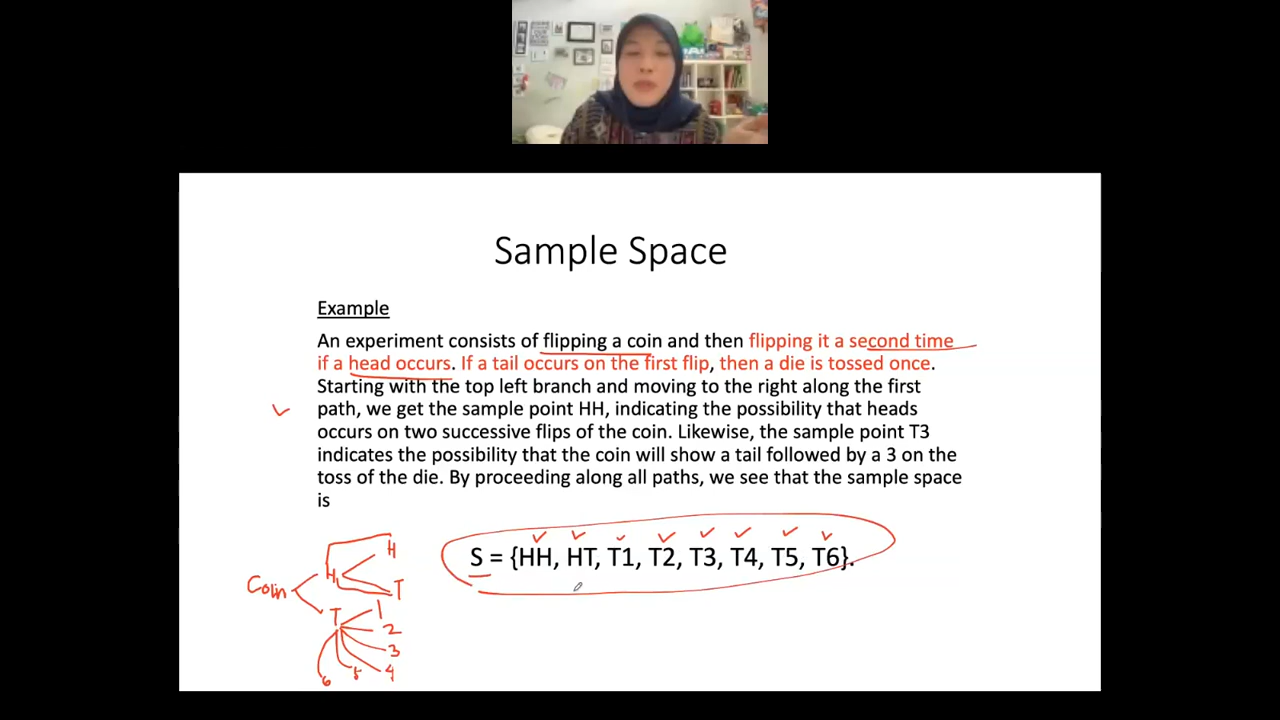 Sample Space
Example
An experiment consists of flipping a coin and then flipping it a second time
if a head occurs. If a tail occurs on the first flip, then a die is tossed once.
Starting with the top left branch and moving to the right along the first
path, we get the sample point HH, indicating the possibility that heads
occurs on two successive flips of the coin. Likewise, the sample point T3
indicates the possibility that the coin will show a tail followed by a 3 on the
toss of the die. By proceeding along all paths, we see that the sample space
is
S = {HH, HT, T1, T2, T3, T4, T5, T6}.
H
Coin H T
T 1
2
3
6 5 4